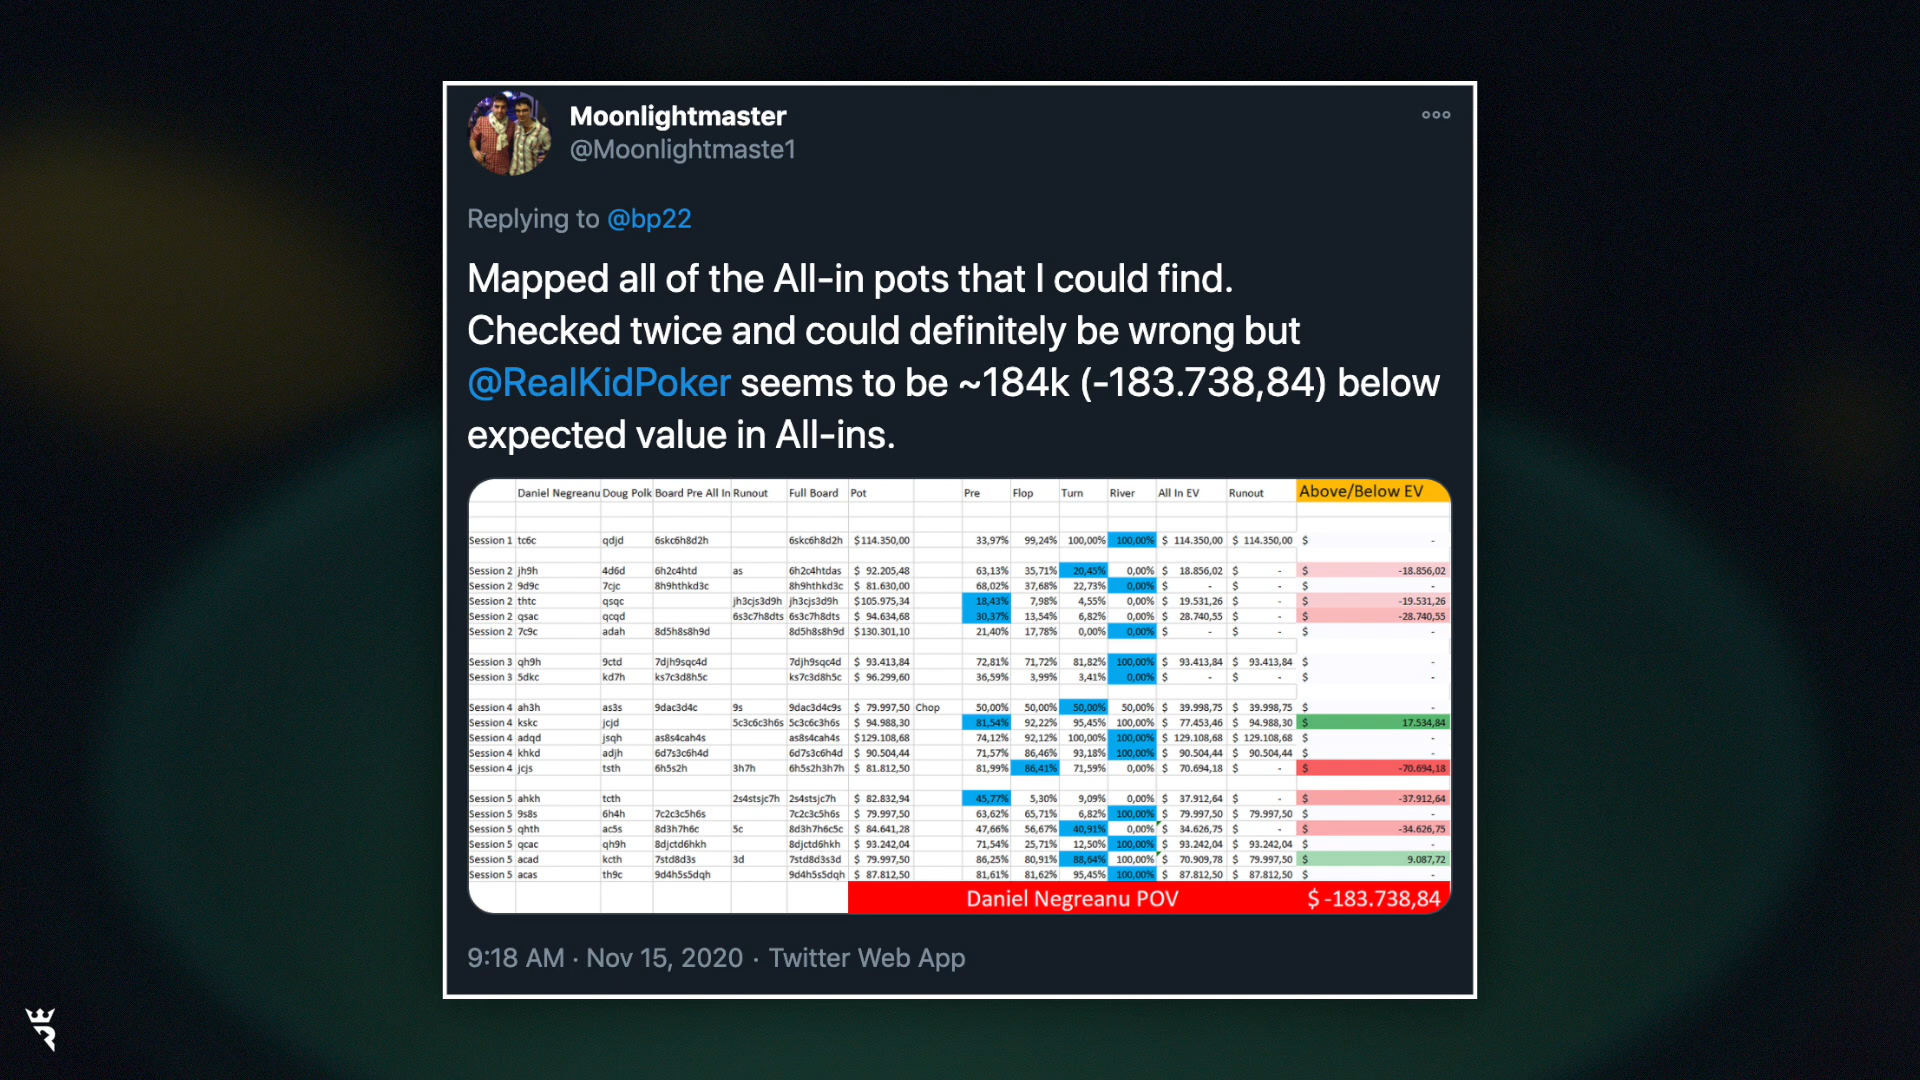 Moonlightmaster
@Moonlightmaste1
Replying to @bp22
Mapped all of the All-in pots that I could find.
Checked twice and could definitely be wrong but
@RealKidPoker seems to be ~184k (-183.738,84) below
expected value in All-ins.
Daniel Negreanu Doug Polk Board Pre All In Runout Full Board Pot Pre Flop Turn River All In EV Runout Above/Below EV
Session 1 tc6c qdjd 6skc6h8d2h 6skc6h8d2h $114.350,00 33,97% 99,24% 100,00% 100,00% $ 114.350,00 $ 114.350,00 $ -
Session 2 jh9h 4d6d 6h2c4htd as 6h2c4htdas $ 92.205,48 63,13% 35,71% 20,45% 0,00% $ 18.856,02 $ - $ -18.856,02
Session 2 9d9c 7cjc 8h9hthkd3c 8h9hthkd3c $ 81.630,00 68,02% 37,68% 22,73% 0,00% $ - $ - $ -
Session 2 thtc qsqc jh3cjs3d9h jh3cjs3d9h $105.975,34 18,43% 7,98% 4,55% 0,00% $ 19.531,26 $ - $ -19.531,26
Session 2 qsac qcqd 6s3c7h8dts 6s3c7h8dts $ 94.634,68 30,37% 13,54% 6,82% 0,00% $ 28.740,55 $ - $ -28.740,55
Session 2 7c9c adah 8d5h8s8h9d 8d5h8s8h9d $130.301,10 21,40% 17,78% 0,00% 0,00% $ - $ - $ -
Session 3 qh9h 9ctd 7djh9sqc4d 7djh9sqc4d $ 93.413,84 72,81% 71,72% 81,82% 100,00% $ 93.413,84 $ 93.413,84 $ -
Session 3 5dkc kd7h ks7c3d8h5c ks7c3d8h5c $ 96.299,60 36,59% 3,99% 3,41% 0,00% $ - $ - $ -
Session 4 ah3h as3s 9dac3d4c 9s 9dac3d4c9s $ 79.997,50 Chop 50,00% 50,00% 50,00% 50,00% $ 39.998,75 $ 39.998,75 $ -
Session 4 kskc jcjd 5c3c6c3h6s 5c3c6c3h6s $ 94.988,30 81,54% 92,22% 95,45% 100,00% $ 77.453,46 $ 94.988,30 $ 17.534,84
Session 4 adqd jsqh as8s4cah4s as8s4cah4s $129.108,68 74,12% 92,12% 100,00% 100,00% $ 129.108,68 $ 129.108,68 $ -
Session 4 khkd adjh 6d7s3c6h4d 6d7s3c6h4d $ 90.504,44 71,57% 86,46% 93,18% 100,00% $ 90.504,44 $ 90.504,44 $ -
Session 4 jcjs tsth 6h5s2h 3h7h 6h5s2h3h7h $ 81.812,50 81,99% 86,41% 71,59% 0,00% $ 70.694,18 $ - $ -70.694,18
Session 5 ahkh tcth 2s4stsjc7h 2s4stsjc7h $ 82.832,94 45,77% 5,30% 9,09% 0,00% $ 37.912,64 $ - $ -37.912,64
Session 5 9s8s 6h4h 7c2c3c5h6s 7c2c3c5h6s $ 79.997,50 63,62% 65,71% 6,82% 100,00% $ 79.997,50 $ 79.997,50 $ -
Session 5 qhth ac5s 8d3h7h6c 5c 8d3h7h6c5c $ 84.641,28 47,66% 56,67% 40,91% 0,00% $ 34.626,75 $ - $ -34.626,75
Session 5 qcac qh9h 8djctd6hkh 8djctd6hkh $ 93.242,04 71,54% 25,71% 12,50% 100,00% $ 93.242,04 $ 93.242,04 $ -
Session 5 acad kcth 7std8d3s 3d 7std8d3s3d $ 79.997,50 86,25% 80,91% 88,64% 100,00% $ 70.909,78 $ 79.997,50 $ 9.087,72
Session 5 acas th9c 9d4h5s5dqh 9d4h5s5dqh $ 87.812,50 81,61% 81,62% 95,45% 100,00% $ 87.812,50 $ 87.812,50 $ -
Daniel Negreanu POV $ -183.738,84
9:18 AM · Nov 15, 2020 · Twitter Web App